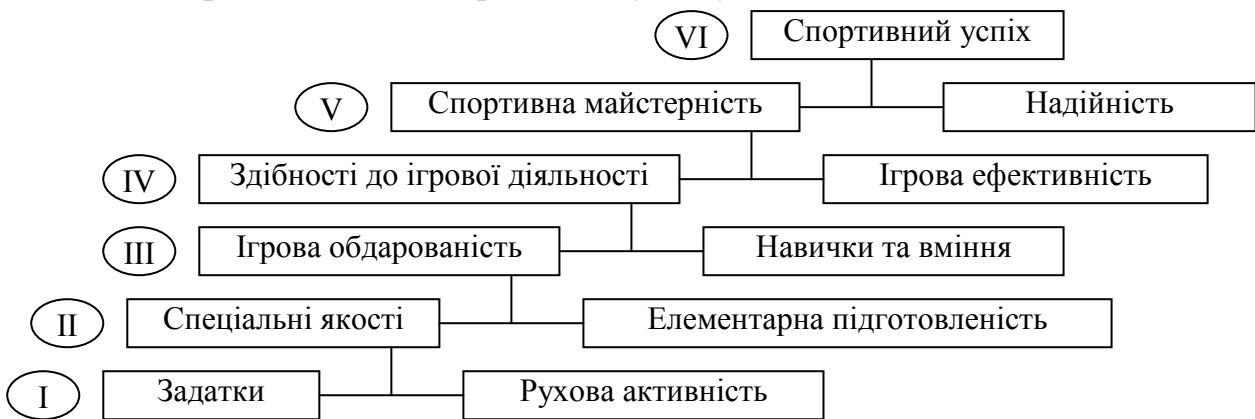 VI Спортивний успіх
V Спортивна майстерність Надійність
IV Здібності до ігрової діяльності Ігрова ефективність
III Ігрова обдарованість Навички та вміння
II Спеціальні якості Елементарна підготовленість
I Задатки Рухова активність